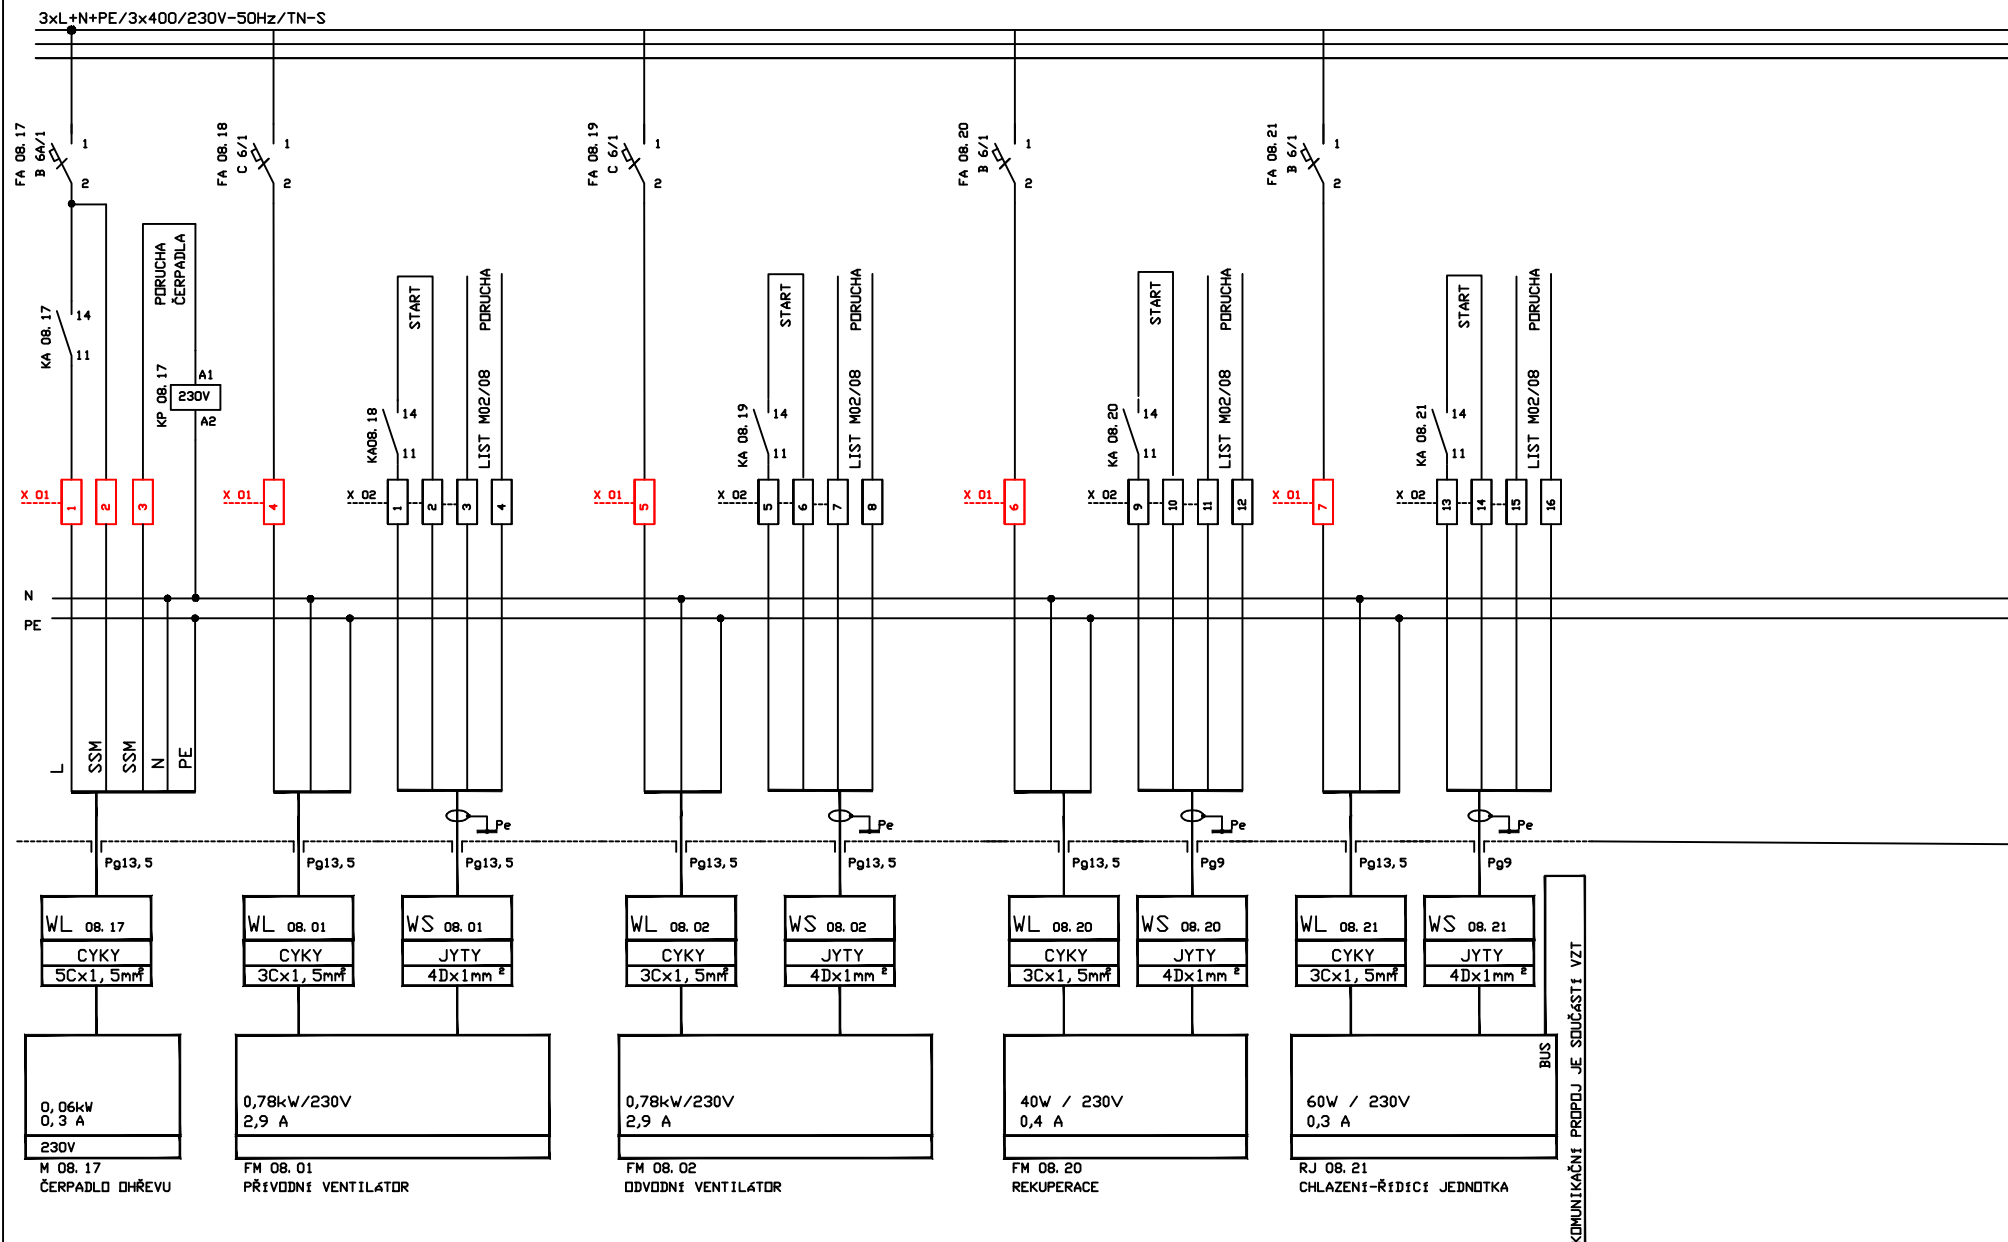 3xL+N+PE/3x400/230V-50Hz/TN-S
FA 08.17
B 6A/1
1
2
FA 08.18
C 6/1
1
2
FA 08.19
C 6/1
1
2
FA 08.20
B 6/1
1
2
FA 08.21
B 6/1
1
2
PORUCHA
ČERPADLA
KA 08.17
14
11
KP 08.17
A1
230V
A2
START
KA08.18
14
11
LIST M02/08 PORUCHA
START
KA 08.19
14
11
LIST M02/08 PORUCHA
START
KA 08.20
14
11
LIST M02/08 PORUCHA
START
KA 08.21
14
11
LIST M02/08 PORUCHA
X 01 1 2 3
X 01 4
X 02 1 2 3 4
X 01 5
X 02 5 6 7 8
X 01 6
X 02 9 10 11 12
X 01 7
X 02 13 14 15 16
N
PE
L
SSM
SSM
N
PE
Pe
Pe
Pe
Pe
Pg13,5
Pg13,5
Pg13,5
Pg13,5
Pg13,5
Pg13,5
Pg9
Pg13,5
Pg9
WL 08.17
CYKY
5Cx1,5mm²
WL 08.01
CYKY
3Cx1,5mm²
WS 08.01
JYTY
4Dx1mm²
WL 08.02
CYKY
3Cx1,5mm²
WS 08.02
JYTY
4Dx1mm²
WL 08.20
CYKY
3Cx1,5mm²
WS 08.20
JYTY
4Dx1mm²
WL 08.21
CYKY
3Cx1,5mm²
WS 08.21
JYTY
4Dx1mm²
0,06kW
0,3 A
230V
M 08.17
ČERPADLO OHŘEVU
0,78kW/230V
2,9 A
FM 08.01
PŘÍVODNÍ VENTILÁTOR
0,78kW/230V
2,9 A
FM 08.02
ODVODNÍ VENTILÁTOR
40W / 230V
0,4 A
FM 08.20
REKUPERACE
BUS
60W / 230V
0,3 A
RJ 08.21
CHLAZENÍ-ŘÍDÍCÍ JEDNOTKA
KOMUNIKAČNÍ PROPOJ JE SOUČÁSTÍ VZT